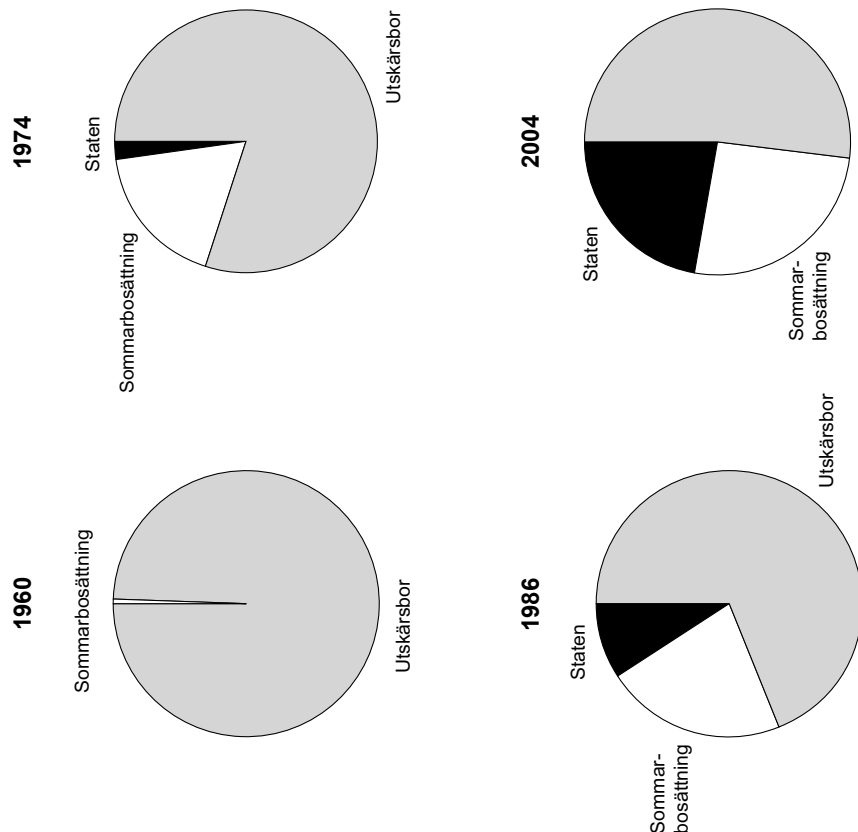 1960
Sommarbosättning
Utskärsbor
1974
Staten
Sommarbosättning
Utskärsbor
1986
Staten
Sommar-
bosättning
Utskärsbor
2004
Staten
Sommar-
bosättning